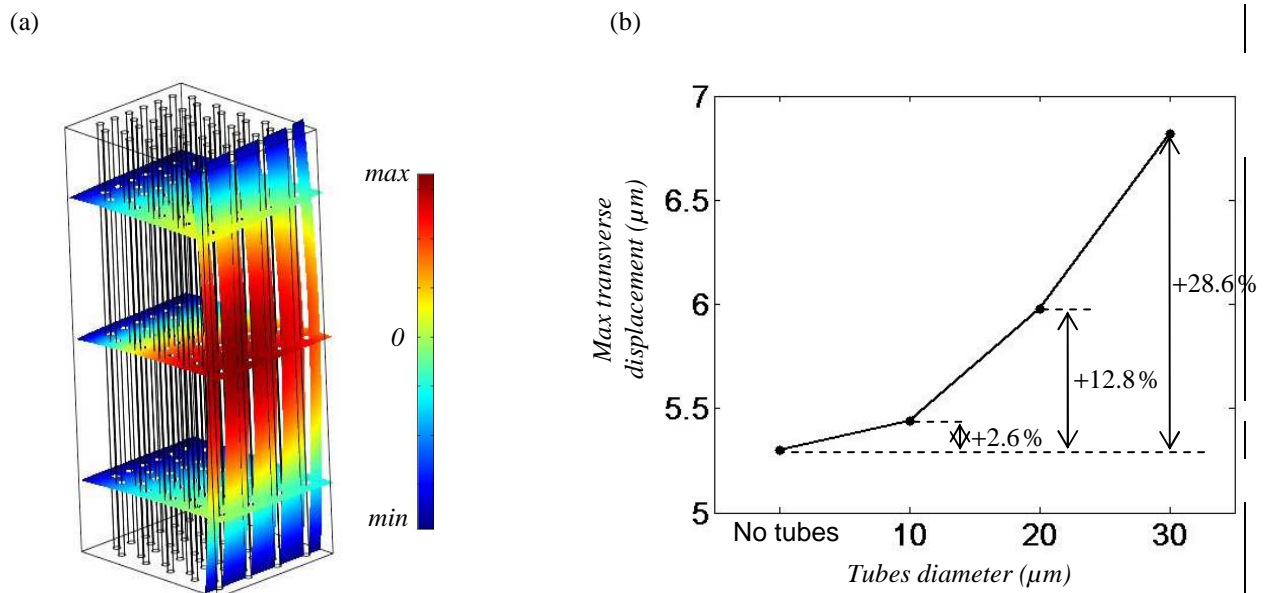 (a)
(b)
max
0
min
7
6.5
6
5.5
5
Max transverse
displacement (µm)
+28.6%
+12.8%
+2.6%
No tubes
10
20
30
Tubes diameter (µm)